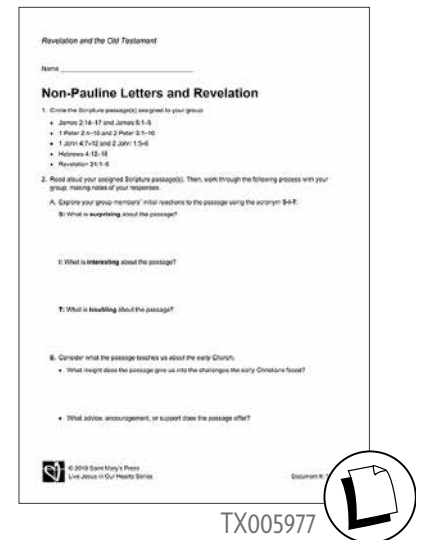 Revelation and the Old Testament
Name
Non-Pauline Letters and Revelation
1. Circle the Scripture passage(s) assigned to your group:
• James 2:14–17 and James 5:1–6
• 1 Peter 2:4–10 and 2 Peter 3:1–10
• 1 John 4:7–12 and 2 John 1:5–6
• Hebrews 4:12–16
• Revelation 21:1–8
2. Read aloud your assigned Scripture passage(s). Then, work through the following process with your
group, making notes of your responses.
A. Explore your group members' initial reactions to the passage using the acronym S-I-T:
S: What is surprising about the passage?
I: What is interesting about the passage?
T: What is troubling about the passage?
B. Consider what the passage teaches us about the early Church.
• What insight does the passage give us into the challenges the early Christians faced?
• What advice, encouragement, or support does the passage offer?
© 2019 Saint Mary's Press
Live Jesus in Our Hearts Series
Document #:
TX005977